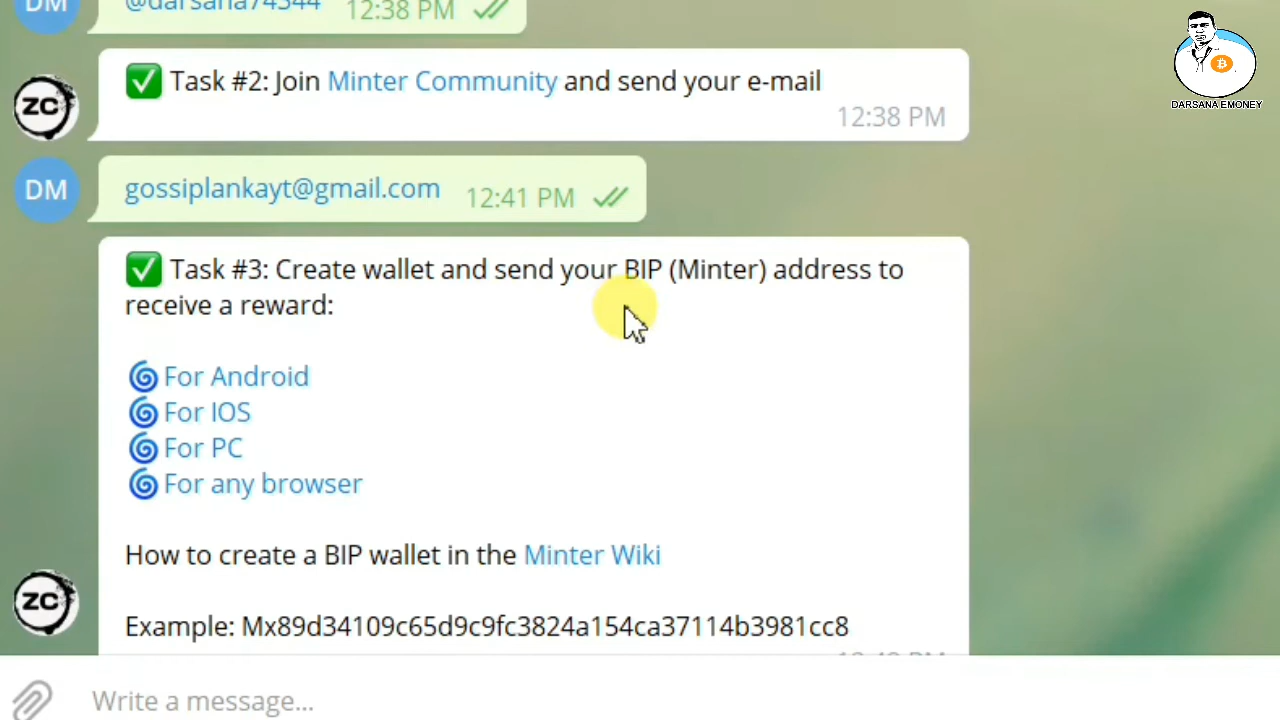 DM
@darsana74344 12:38 PM
DARSANA EMONEY
ZC
Task #2: Join Minter Community and send your e-mail
12:38 PM
DM
gossiplankayt@gmail.com 12:41 PM
Task #3: Create wallet and send your BIP (Minter) address to
receive a reward:
For Android
For IOS
For PC
For any browser
How to create a BIP wallet in the Minter Wiki
ZC
Example: Mx89d34109c65d9c9fc3824a154ca37114b3981cc8
Write a message...